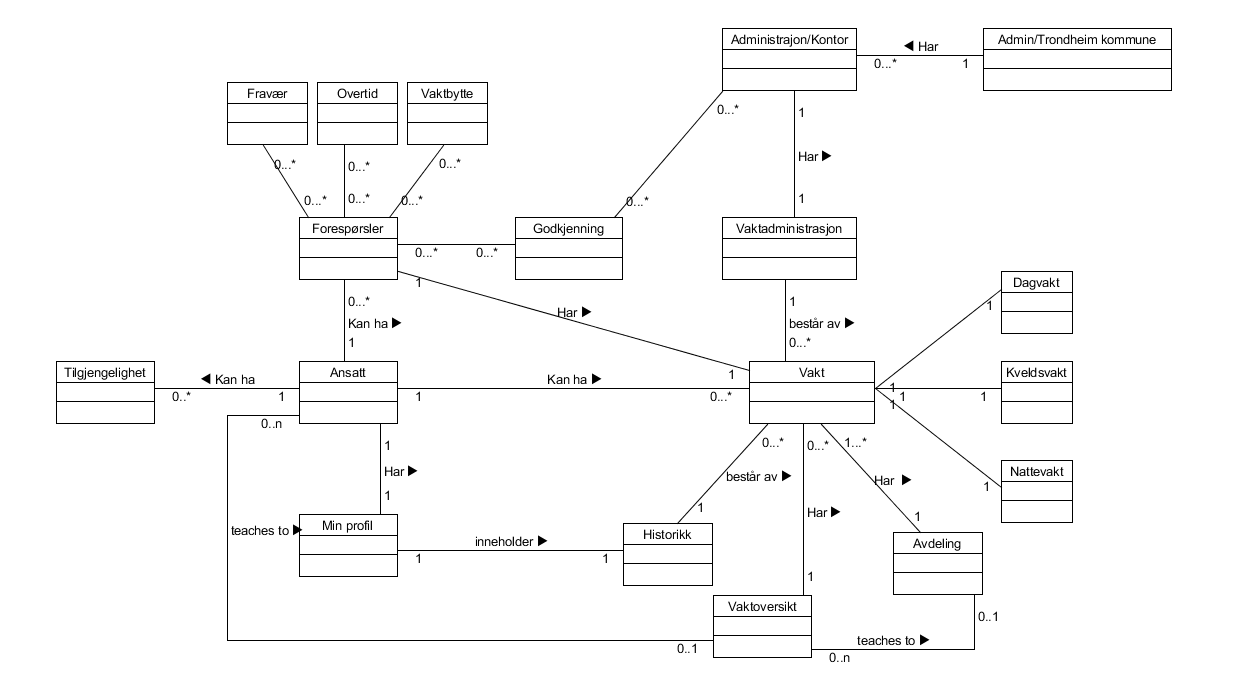 Administrajon/Kontor
Admin/Trondheim kommune
◄ Har
0...*
1
Fravær
Overtid
Vaktbytte
0...*
1
0...*
0...*
0...*
Har ►
0...*
0...*
0...*
0...*
1
Forespørsler
Godkjenning
Vaktadministrasjon
0...*
0...*
1
Dagvakt
0...*
1
1
Har ►
Kan ha ►
består av ►
1
0...*
Tilgjengelighet
Ansatt
1
Vakt
Kveldsvakt
◄ Kan ha
Kan ha ►
0..*
1
1
0...*
1
1
1
1
0..n
1
0...*
0...*
1...*
Har ►
består av ►
Har ►
Nattevakt
1
1
1
Har ►
1
Min profil
teaches to ►
inneholder ►
Historikk
Avdeling
1
1
1
Vaktoversikt
0..1
teaches to ►
0..1
0..n